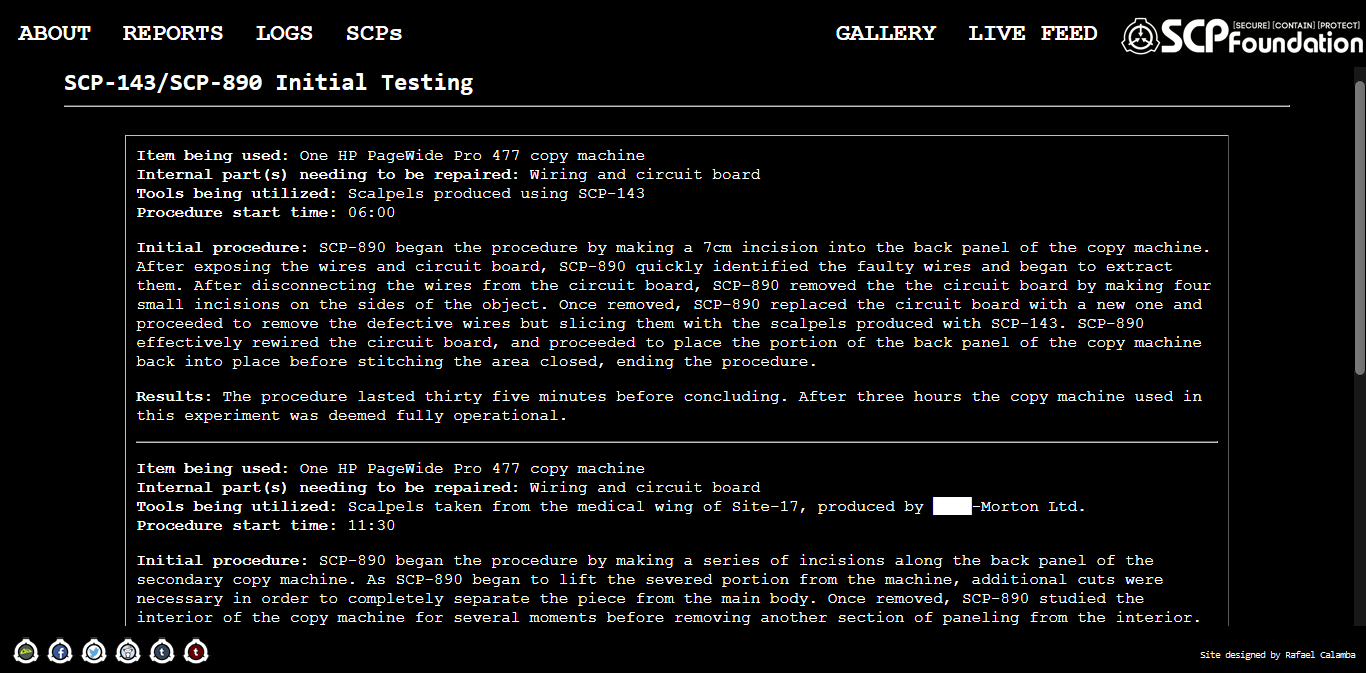 ABOUT REPORTS LOGS SCPs GALLERY LIVE FEED
[SECURE] [CONTAIN] [PROTECT]
SCP Foundation
SCP-143/SCP-890 Initial Testing
Item being used: One HP PageWide Pro 477 copy machine
Internal part(s) needing to be repaired: Wiring and circuit board
Tools being utilized: Scalpels produced using SCP-143
Procedure start time: 06:00
Initial procedure: SCP-890 began the procedure by making a 7cm incision into the back panel of the copy machine.
After exposing the wires and circuit board, SCP-890 quickly identified the faulty wires and began to extract
them. After disconnecting the wires from the circuit board, SCP-890 removed the the circuit board by making four
small incisions on the sides of the object. Once removed, SCP-890 replaced the circuit board with a new one and
proceeded to remove the defective wires but slicing them with the scalpels produced with SCP-143. SCP-890
effectively rewired the circuit board, and proceeded to place the portion of the back panel of the copy machine
back into place before stitching the area closed, ending the procedure.
Results: The procedure lasted thirty five minutes before concluding. After three hours the copy machine used in
this experiment was deemed fully operational.
Item being used: One HP PageWide Pro 477 copy machine
Internal part(s) needing to be repaired: Wiring and circuit board
Tools being utilized: Scalpels taken from the medical wing of Site-17, produced by -Morton Ltd.
Procedure start time: 11:30
Initial procedure: SCP-890 began the procedure by making a series of incisions along the back panel of the
secondary copy machine. As SCP-890 began to lift the severed portion from the machine, additional cuts were
necessary in order to completely separate the piece from the main body. Once removed, SCP-890 studied the
interior of the copy machine for several moments before removing another section of paneling from the interior.
Site designed by Rafael Calamba